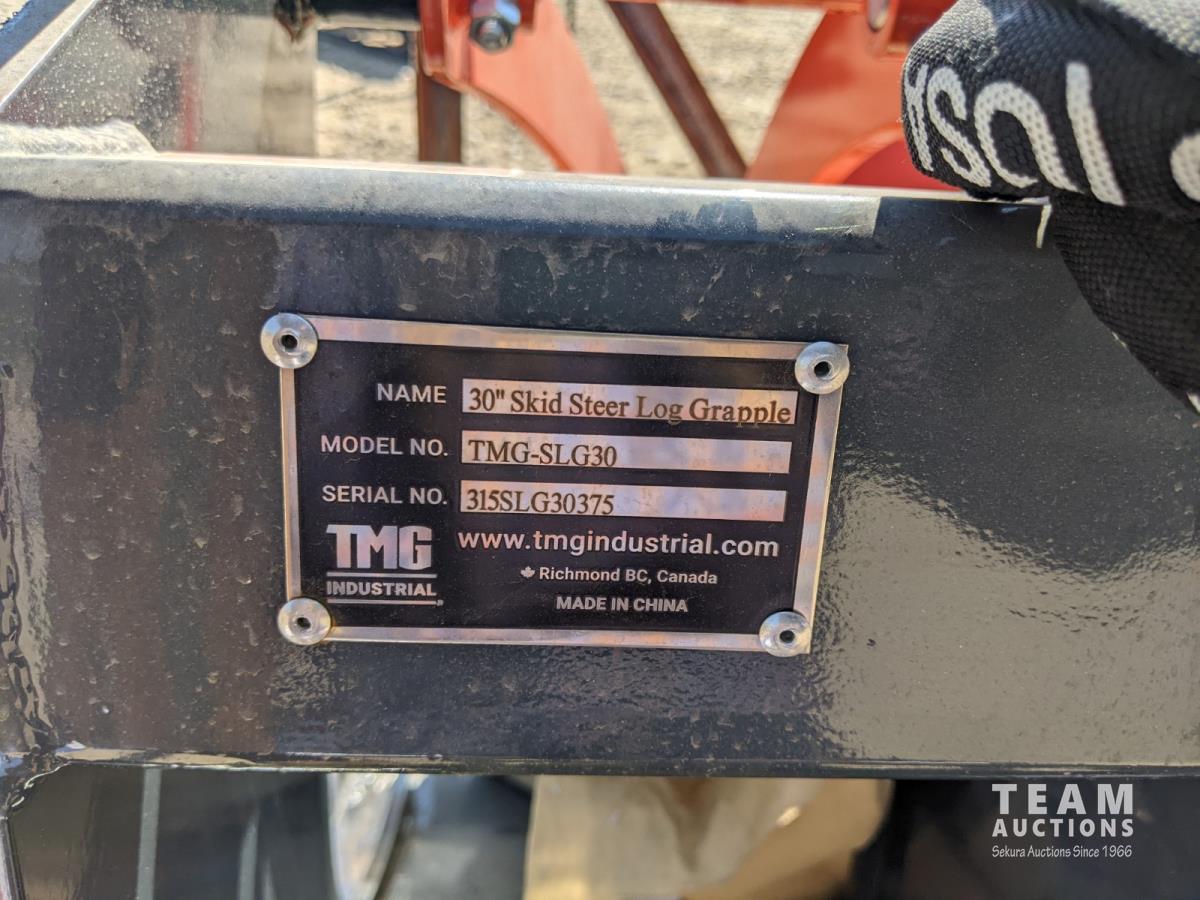 NAME 30" Skid Steer Log Grapple
MODEL NO. TMG-SLG30
SERIAL NO. 315SLG30375
TMG
INDUSTRIAL
www.tmgindustrial.com
Richmond BC, Canada
MADE IN CHINA
TEAM
AUCTIONS
Sekura Auctions Since 1966